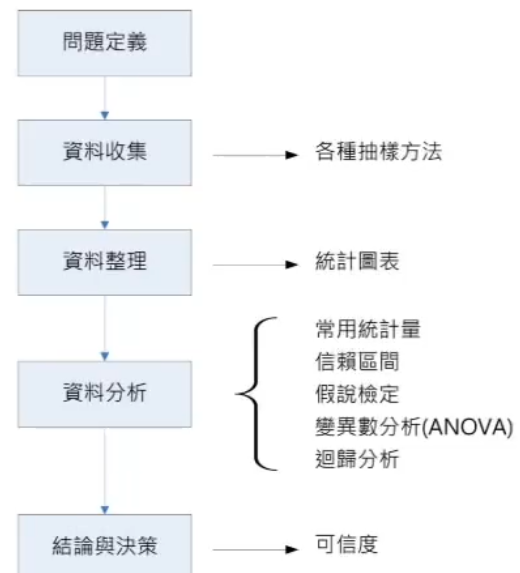 問題定義
資料收集
各種抽樣方法
資料整理
統計圖表
資料分析
常用統計量
信賴區間
假說檢定
變異數分析(ANOVA)
迴歸分析
結論與決策
可信度